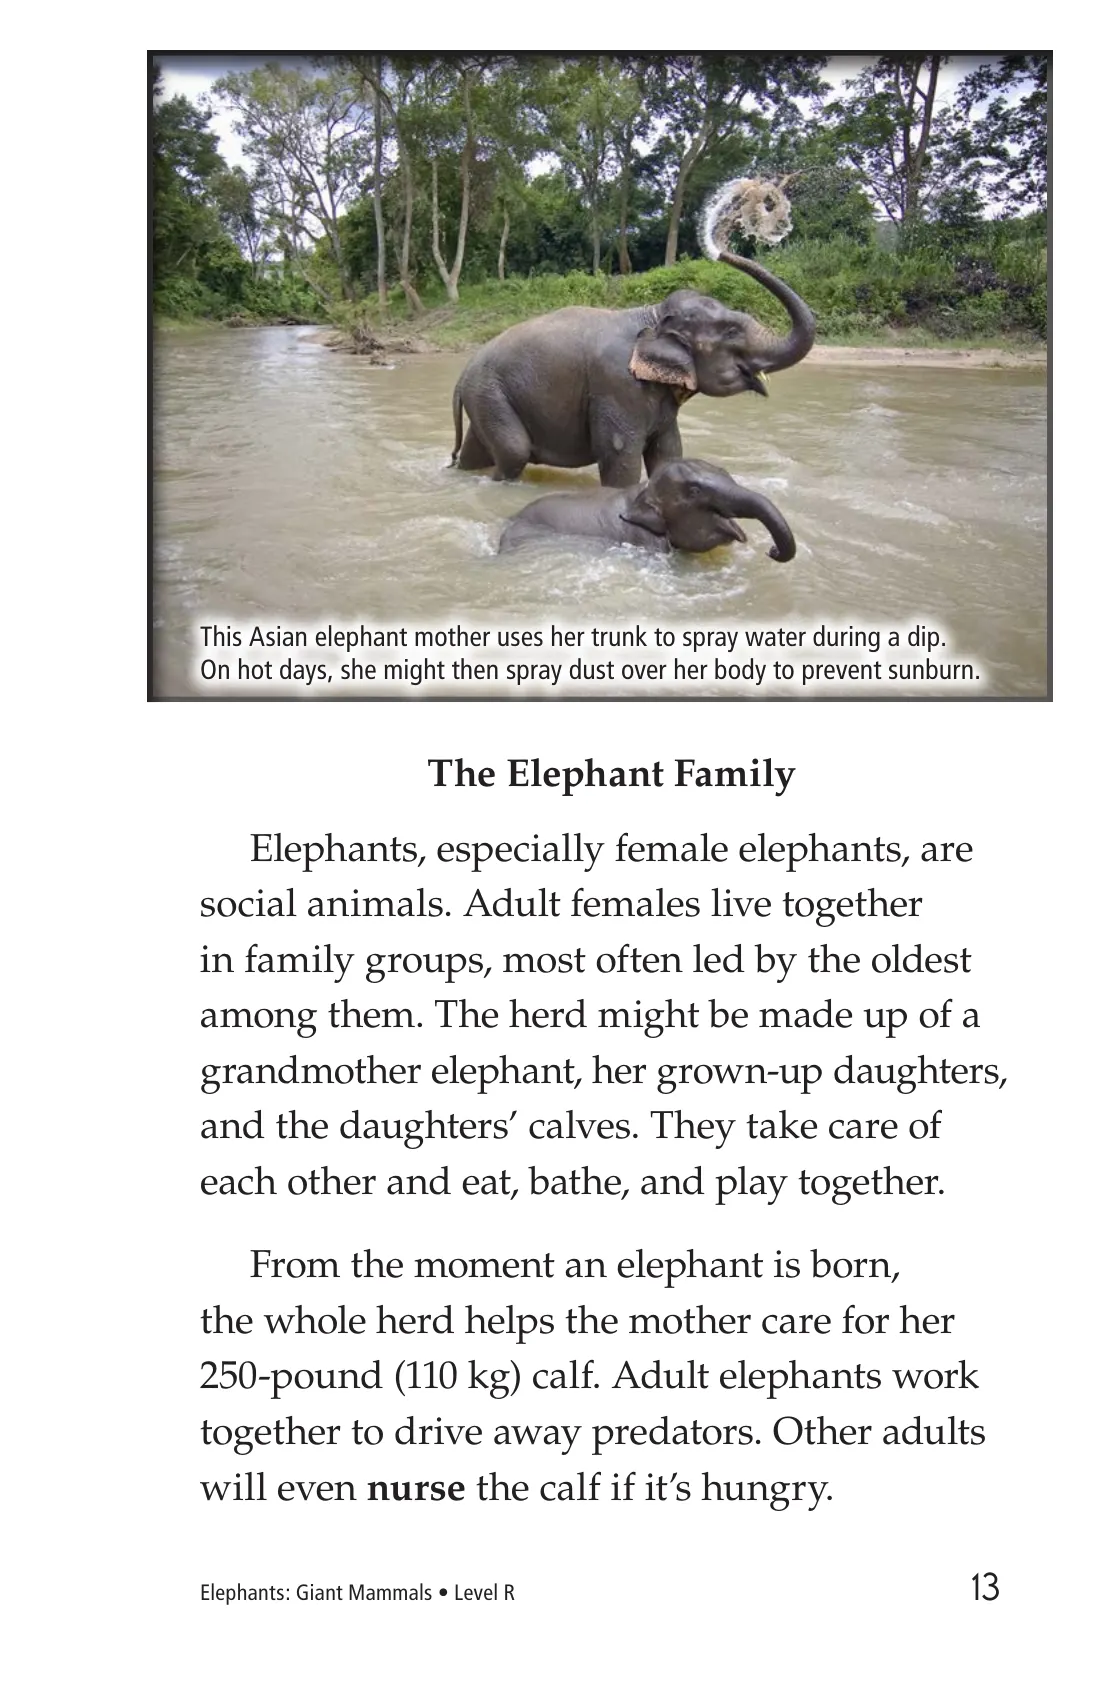 This Asian elephant mother uses her trunk to spray water during a dip.
On hot days, she might then spray dust over her body to prevent sunburn.
The Elephant Family
Elephants, especially female elephants, are
social animals. Adult females live together
in family groups, most often led by the oldest
among them. The herd might be made up of a
grandmother elephant, her grown-up daughters,
and the daughters’ calves. They take care of
each other and eat, bathe, and play together.
From the moment an elephant is born,
the whole herd helps the mother care for her
250-pound (110 kg) calf. Adult elephants work
together to drive away predators. Other adults
will even nurse the calf if it’s hungry.
Elephants: Giant Mammals • Level R
13